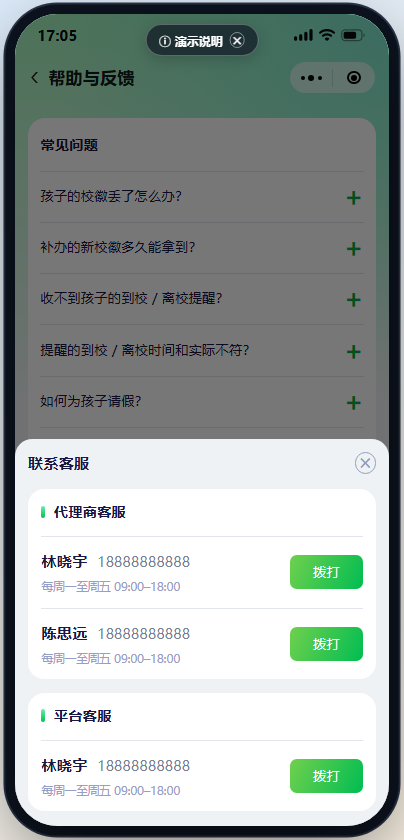 17:05
演示说明
帮助与反馈
常见问题
孩子的校徽丢了怎么办?
补办的新校徽多久能拿到?
收不到孩子的到校 / 离校提醒?
提醒的到校 / 离校时间和实际不符?
如何为孩子请假?
联系客服
代理商客服
林晓宇 18888888888
拨打
每周一至周五 09:00–18:00
陈思远 18888888888
拨打
每周一至周五 09:00–18:00
平台客服
林晓宇 18888888888
拨打
每周一至周五 09:00–18:00